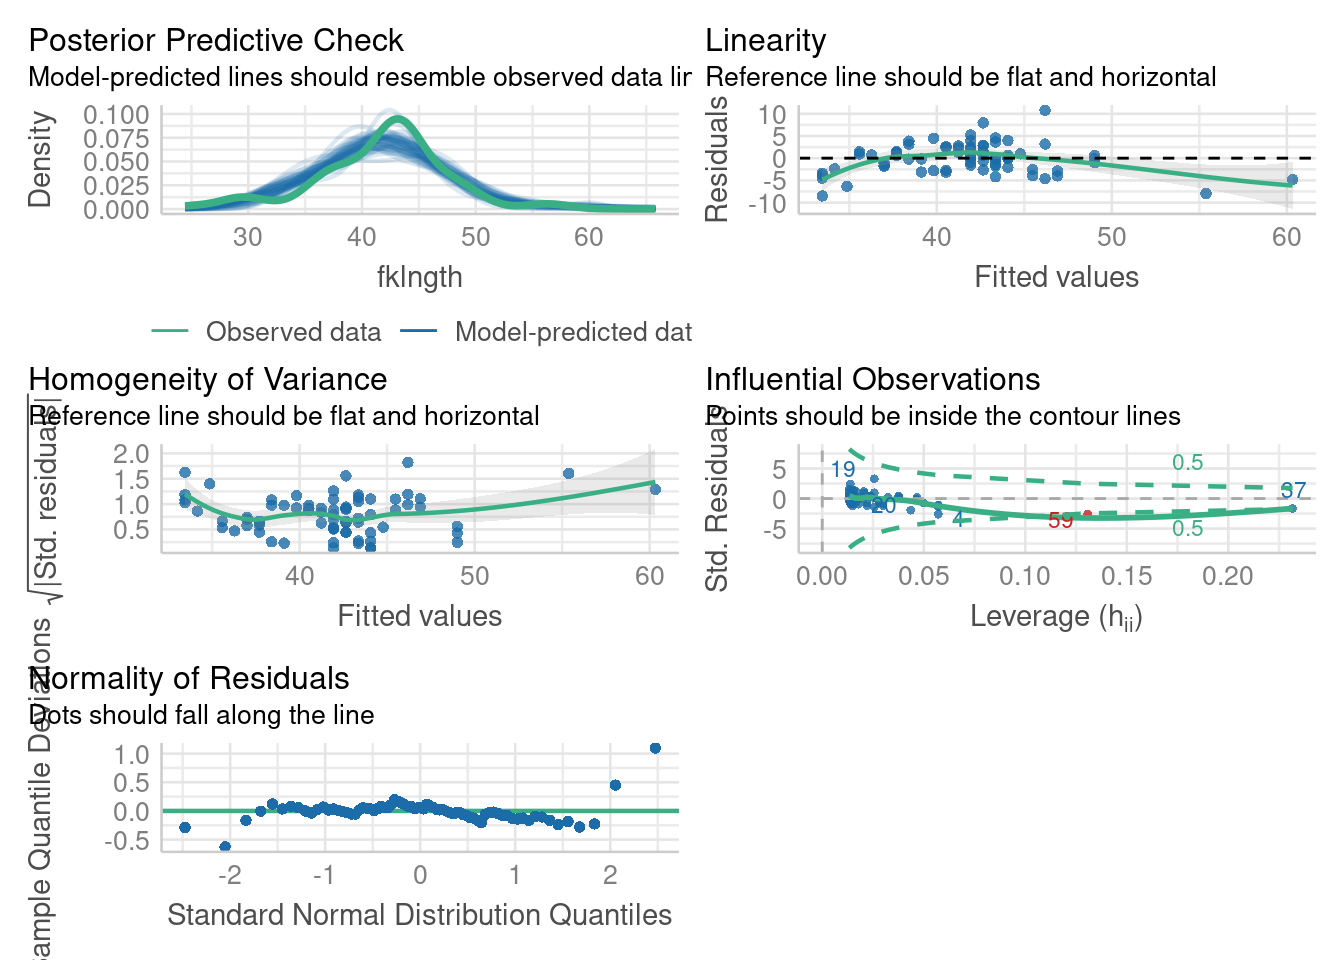 Posterior Predictive Check
Model-predicted lines should resemble observed data lin
Density
0.100
0.075
0.050
0.025
0.000
30 40 50 60
fklngth
Observed data Model-predicted dat
Linearity
Reference line should be flat and horizontal
Residuals
10
5
0
-5
-10
40 50 60
Fitted values
Homogeneity of Variance
Reference line should be flat and horizontal
√|Std. residuals|
2.0
1.5
1.0
0.5
40 60
Fitted values
Influential Observations
Points should be inside the contour lines
Std. Residuals
5
0
-5
19
20
4
59
37
0.5
0.5
0.00 0.05 0.10 0.15 0.20
Leverage (hii)
Normality of Residuals
Dots should fall along the line
ample Quantile Deviations
1.0
0.5
0.0
-0.5
-2 -1 0 1 2
Standard Normal Distribution Quantiles